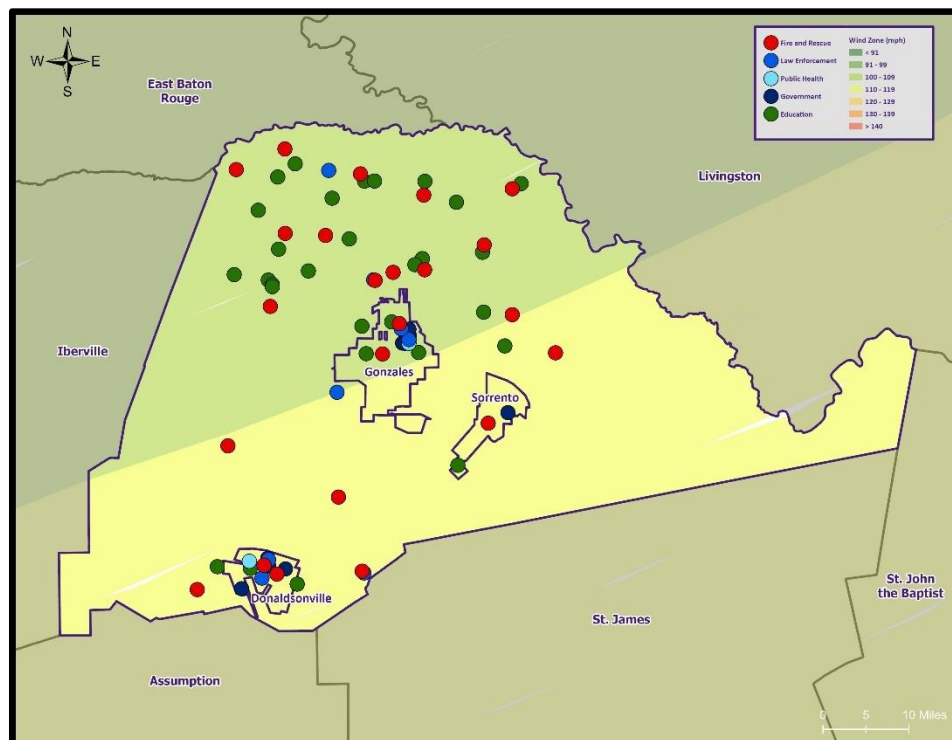 N
W E
S
East Baton
Rouge
Livingston
Iberville
Gonzales
Sorrento
Donaldsonville
St. James
St. John
the Baptist
Assumption
Fire and Rescue
Law Enforcement
Public Health
Government
Education
Wind Zone (mph)
< 91
91 - 99
100 - 109
110 - 119
120 - 129
130 - 139
> 140
0 5 10 Miles